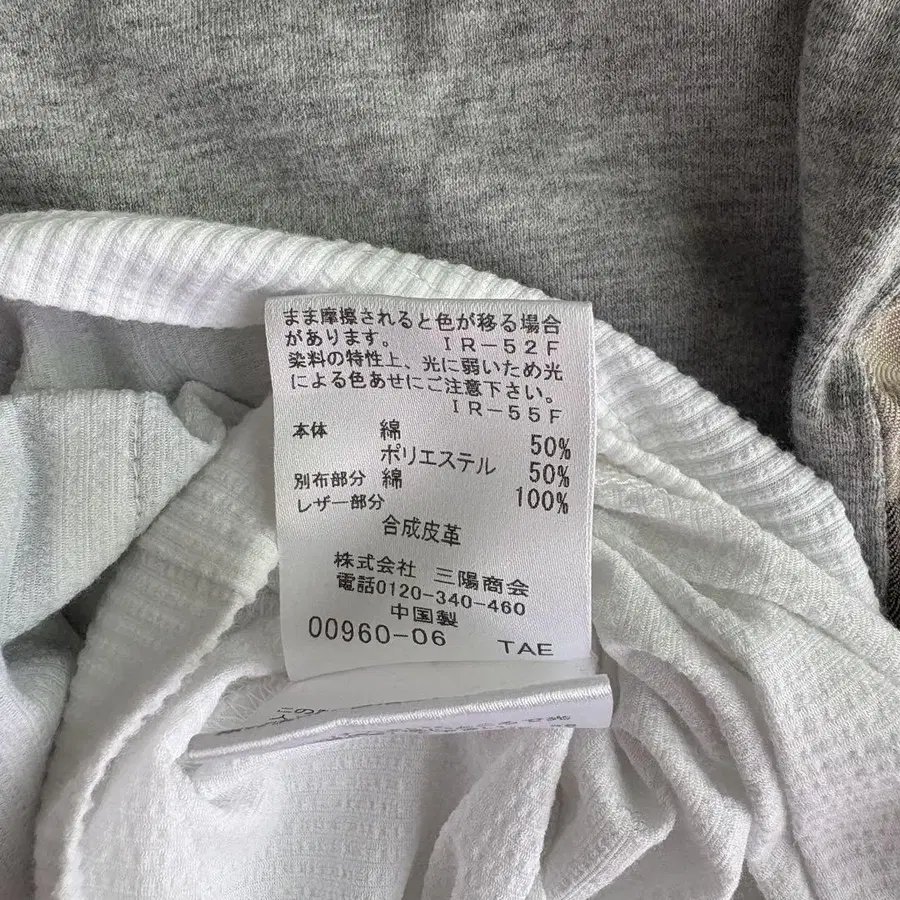 まま摩擦されると色が移る場合
があります。 IR-52F
染料の特性上、光に弱いため光
による色あせにご注意下さい。
IR-55F
本体 綿 50%
ポリエステル 50%
別布部分 綿 100%
レザー部分
合成皮革
株式会社 三陽商会
電話0120-340-460
中国製
00960-06 TAE
この